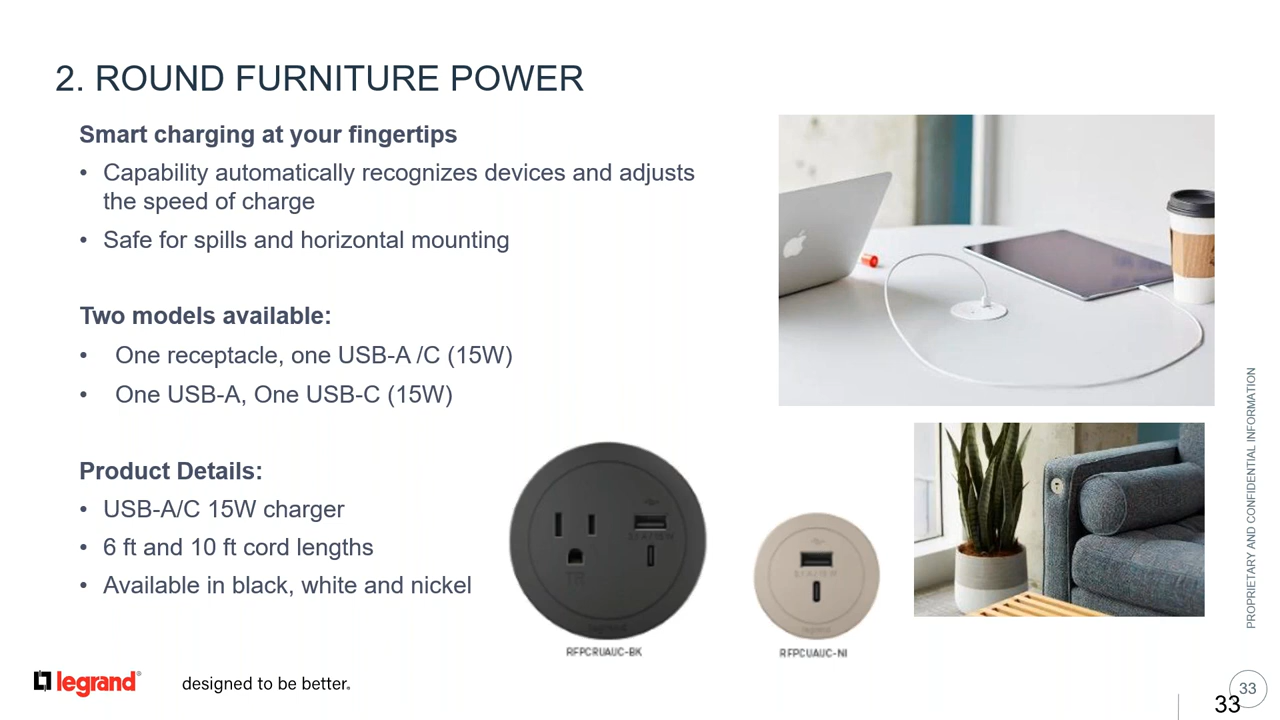 2. ROUND FURNITURE POWER
Smart charging at your fingertips
• Capability automatically recognizes devices and adjusts
the speed of charge
• Safe for spills and horizontal mounting
Two models available:
• One receptacle, one USB-A /C (15W)
• One USB-A, One USB-C (15W)
Product Details:
• USB-A/C 15W charger
• 6 ft and 10 ft cord lengths
• Available in black, white and nickel
TR
RFPCRUAUC-BK
RFPCUAUC-NI
PROPRIETARY AND CONFIDENTIAL INFORMATION
legrand®
designed to be better.
33
33